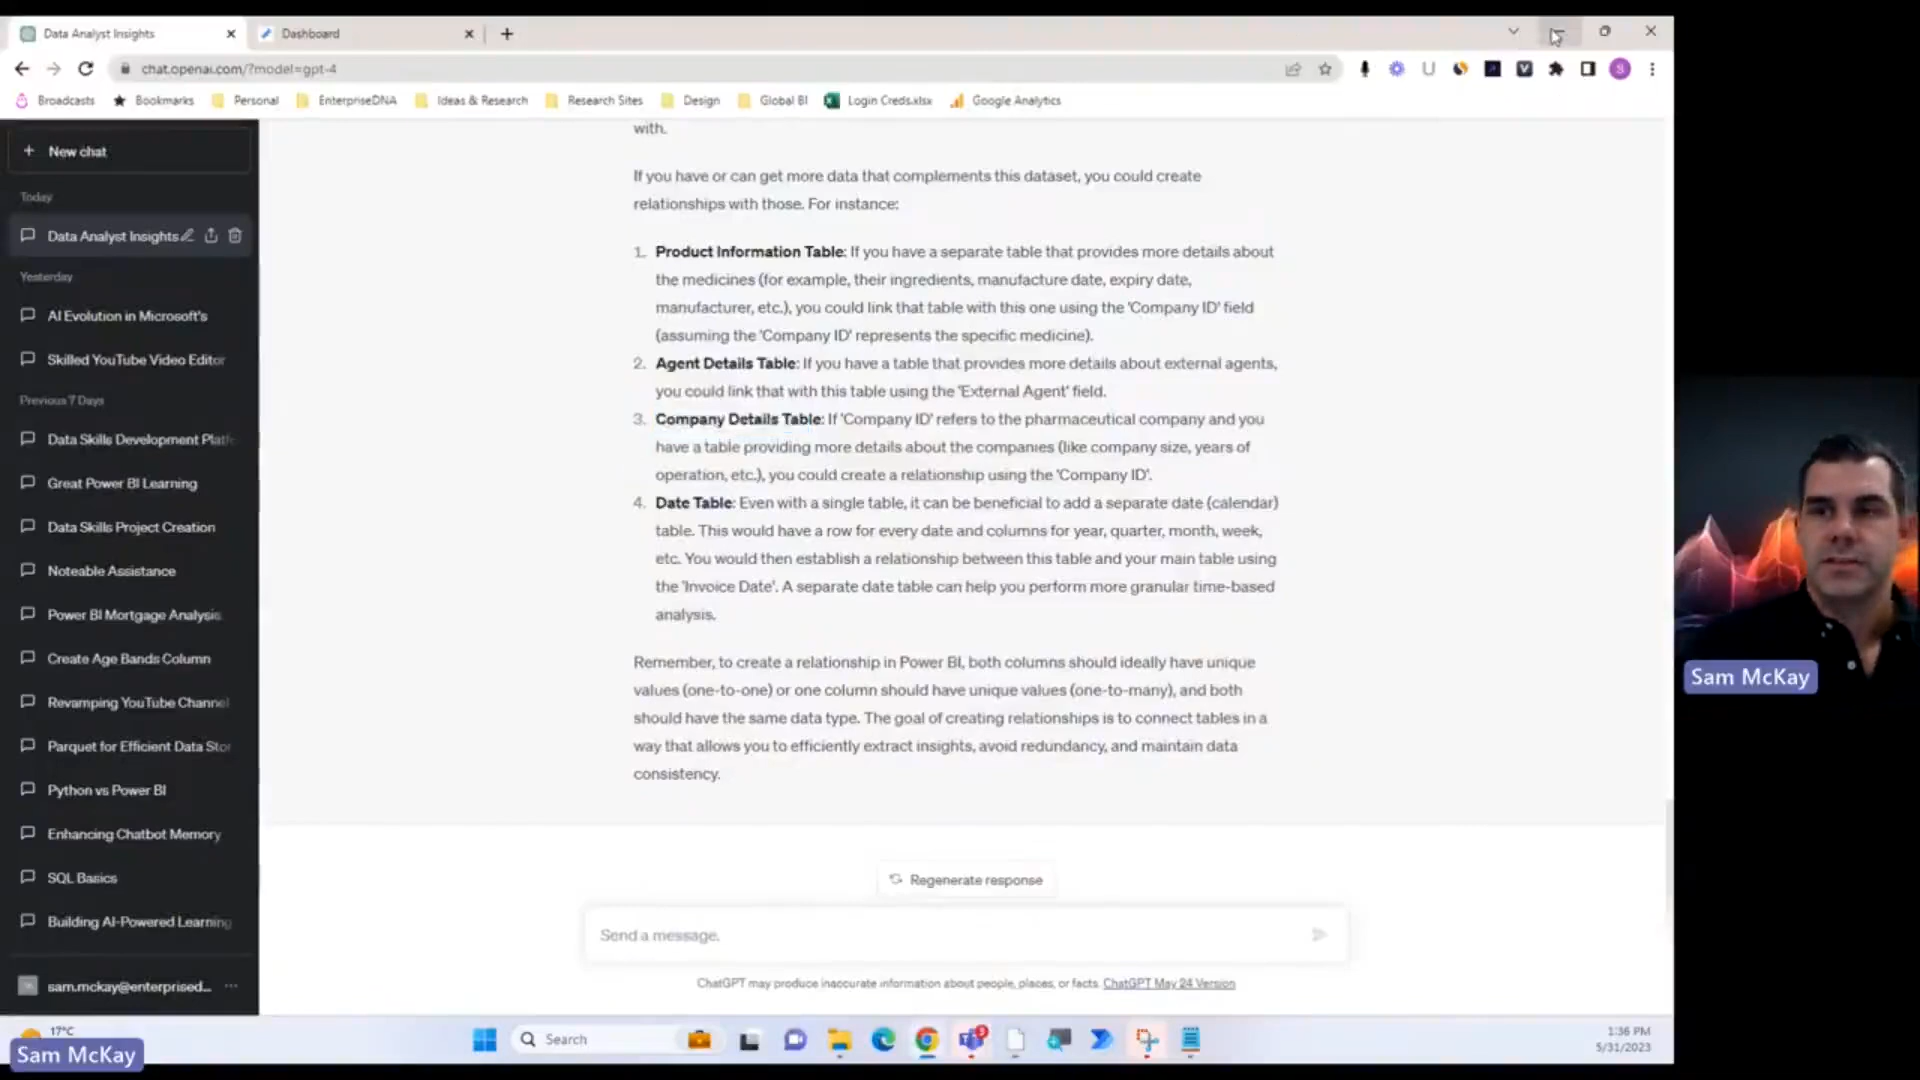 Data Analyst Insights
Dashboard
chat.openai.com/?model=gpt-4
Broadcasts
Bookmarks
Personal
EnterpriseDNA
Ideas & Research
Research Sites
Design
Global BI
Login Creds.xlsx
Google Analytics
New chat
Today
Data Analyst Insights
Yesterday
AI Evolution in Microsoft's
Skilled YouTube Video Editor
Previous 7 Days
Data Skills Development Platf
Great Power BI Learning
Data Skills Project Creation
Noteable Assistance
Power BI Mortgage Analysis
Create Age Bands Column
Revamping YouTube Channel
Parquet for Efficient Data Stor
Python vs Power BI
Enhancing Chatbot Memory
SQL Basics
Building AI-Powered Learning
sam.mckay@enterprised...
with.
If you have or can get more data that complements this dataset, you could create
relationships with those. For instance:
1. Product Information Table: If you have a separate table that provides more details about
the medicines (for example, their ingredients, manufacture date, expiry date,
manufacturer, etc.), you could link that table with this one using the 'Company ID' field
(assuming the 'Company ID' represents the specific medicine).
2. Agent Details Table: If you have a table that provides more details about external agents,
you could link that with this table using the 'External Agent' field.
3. Company Details Table: If 'Company ID' refers to the pharmaceutical company and you
have a table providing more details about the companies (like company size, years of
operation, etc.), you could create a relationship using the 'Company ID'.
4. Date Table: Even with a single table, it can be beneficial to add a separate date (calendar)
table. This would have a row for every date and columns for year, quarter, month, week,
etc. You would then establish a relationship between this table and your main table using
the 'Invoice Date'. A separate date table can help you perform more granular time-based
analysis.
Remember, to create a relationship in Power BI, both columns should ideally have unique
values (one-to-one) or one column should have unique values (one-to-many), and both
should have the same data type. The goal of creating relationships is to connect tables in a
way that allows you to efficiently extract insights, avoid redundancy, and maintain data
consistency.
Regenerate response
Send a message.
ChatGPT may produce inaccurate information about people, places, or facts. ChatGPT May 24 Version
Sam McKay
17°C
Sam McKay
Search
3
1:36 PM
5/31/2023